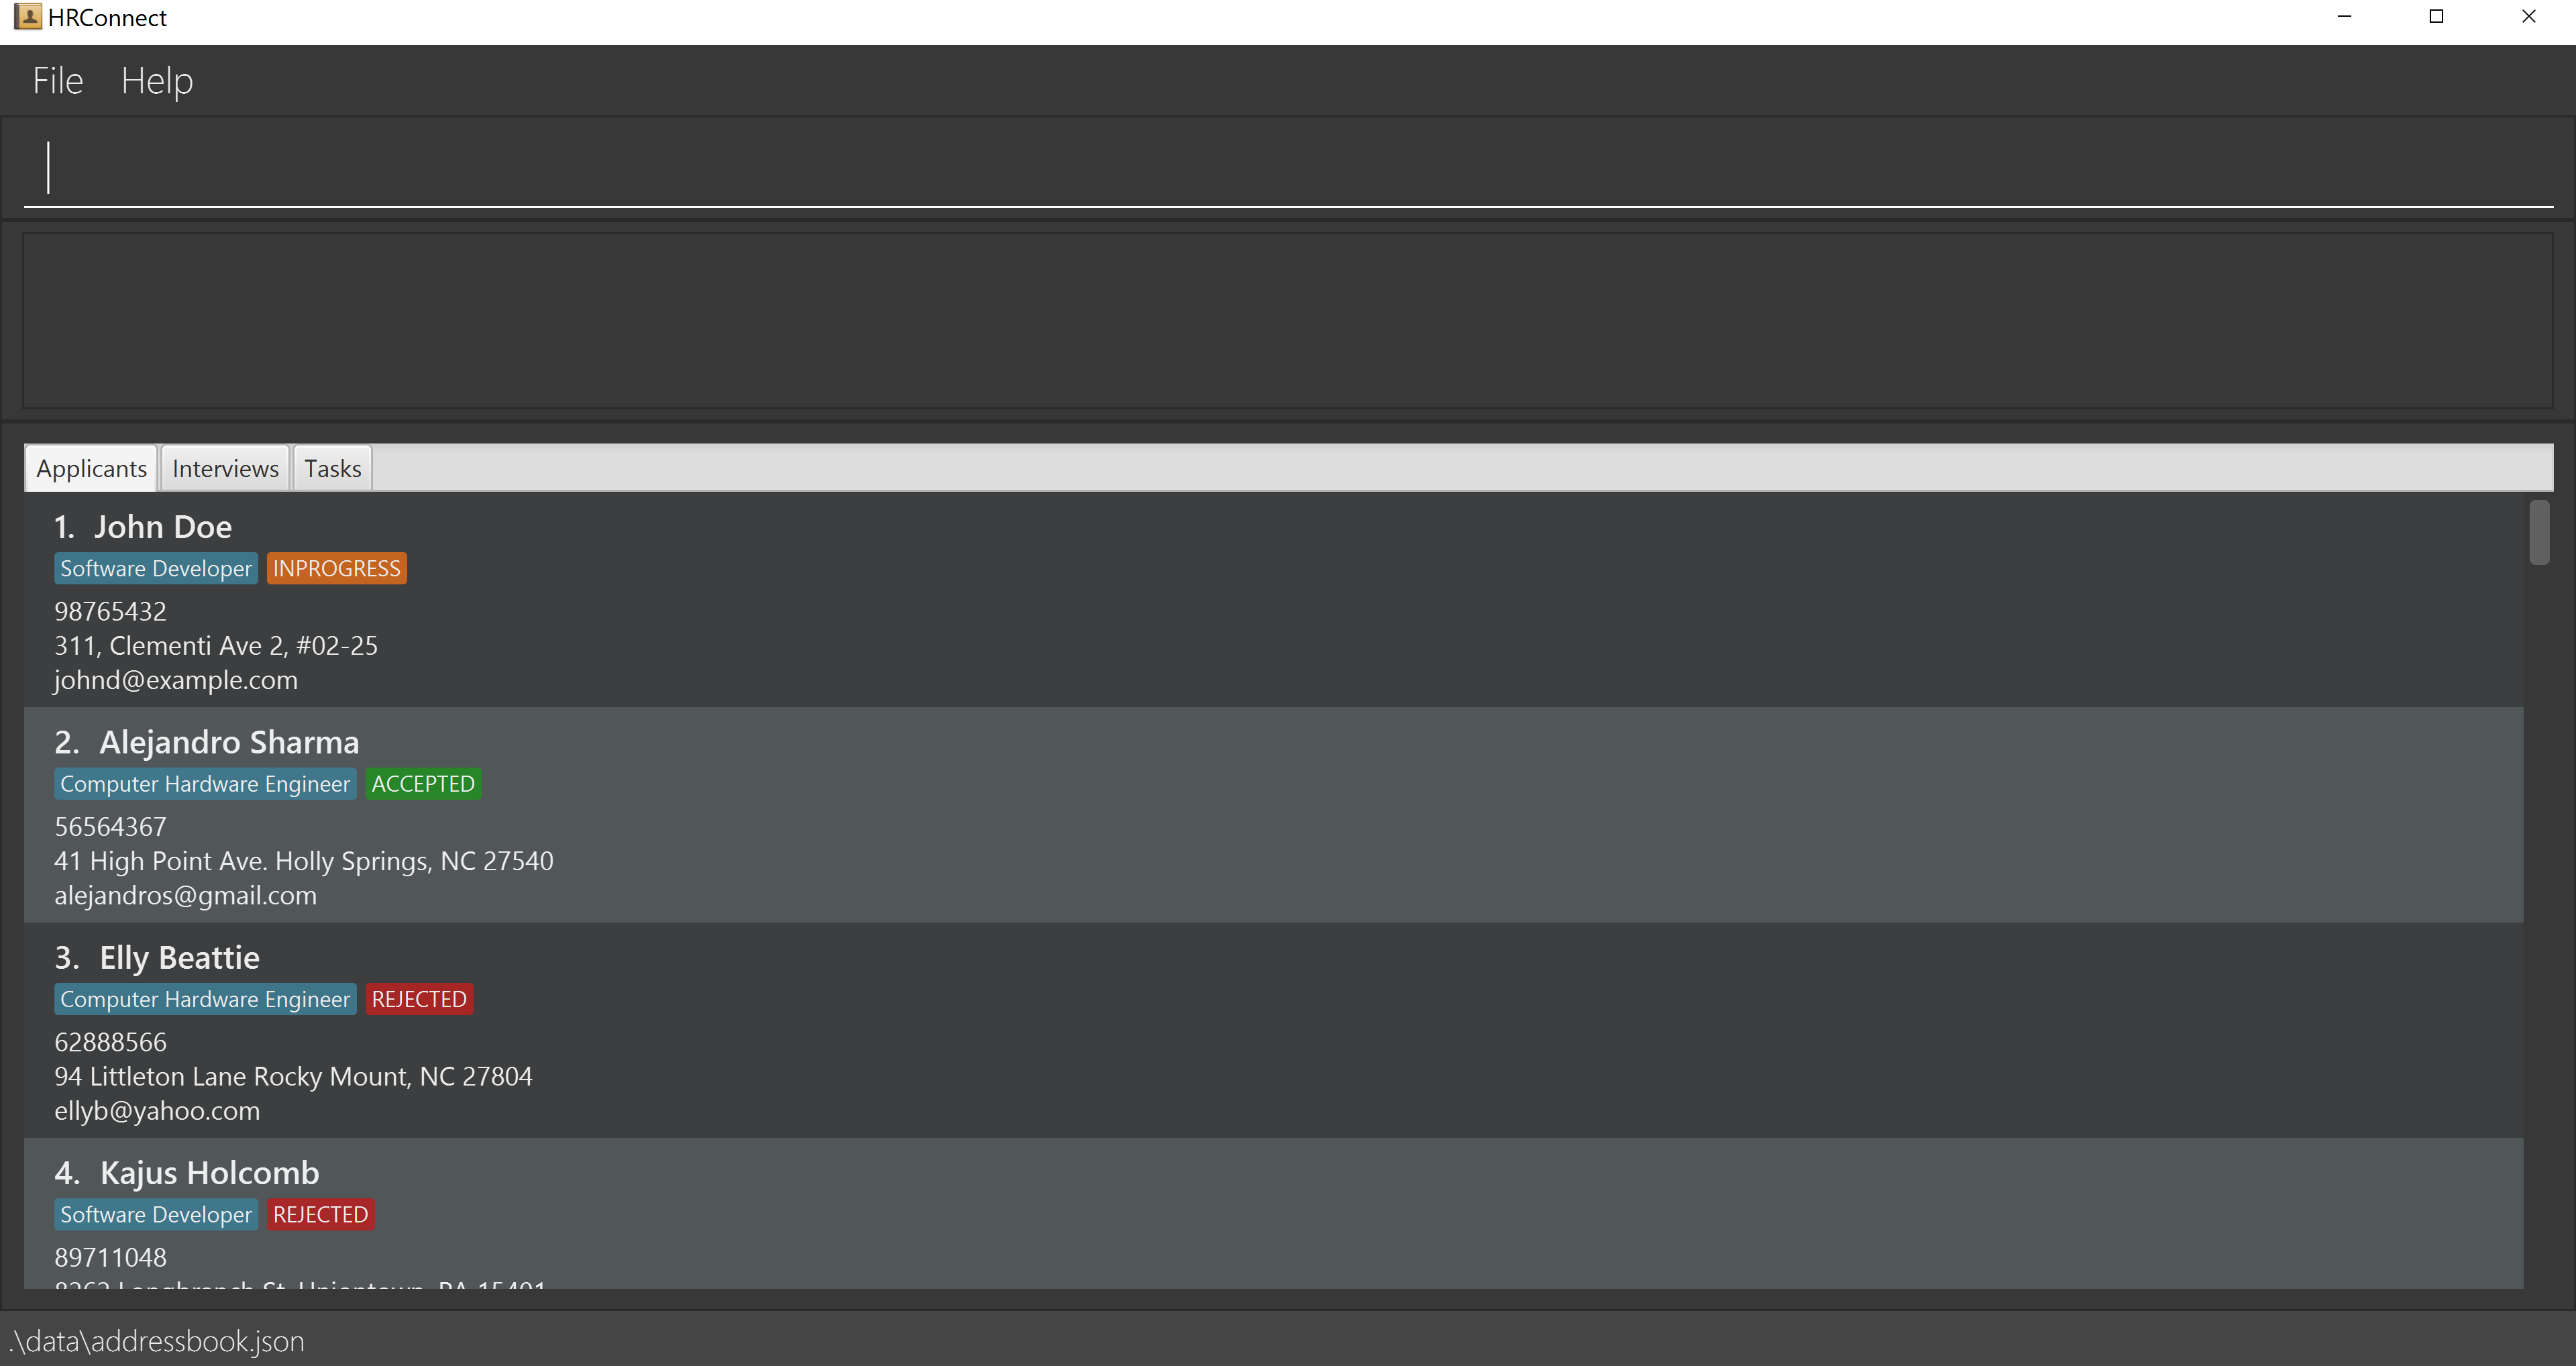 HRConnect
File Help
Applicants Interviews Tasks
1. John Doe
Software Developer INPROGRESS
98765432
311, Clementi Ave 2, #02-25
johnd@example.com
2. Alejandro Sharma
Computer Hardware Engineer ACCEPTED
56564367
41 High Point Ave. Holly Springs, NC 27540
alejandros@gmail.com
3. Elly Beattie
Computer Hardware Engineer REJECTED
62888566
94 Littleton Lane Rocky Mount, NC 27804
ellyb@yahoo.com
4. Kajus Holcomb
Software Developer REJECTED
89711048
.\data\addressbook.json